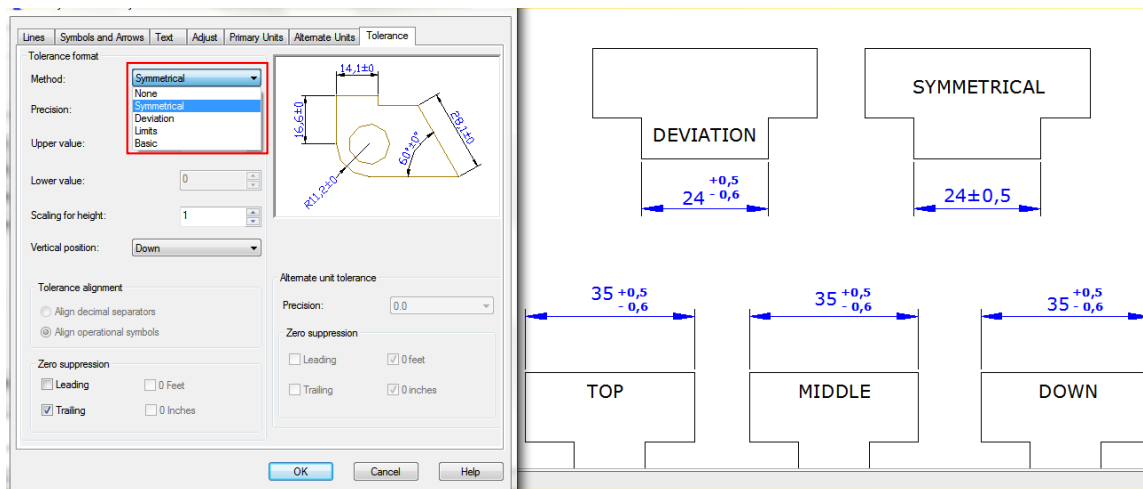 Lines Symbols and Arrows Text Adjust Primary Units Alternate Units Tolerance
Tolerance format
Method: Symmetrical
None
Symmetrical
Deviation
Limits
Basic
Precision:
Upper value:
Lower value: 0
Scaling for height: 1
Vertical position: Down
Tolerance alignment
Align decimal separators
Align operational symbols
Zero suppression
Leading 0 Feet
Trailing 0 Inches
14,1±0
16,6±0
28,1±0
60°±0°
R11,2±0
Alternate unit tolerance
Precision: 0.0
Zero suppression
Leading 0 feet
Trailing 0 inches
OK Cancel Help
DEVIATION
24 +0,5
- 0,6
SYMMETRICAL
24±0,5
35 +0,5
- 0,6
TOP
35 +0,5
- 0,6
MIDDLE
35 +0,5
- 0,6
DOWN